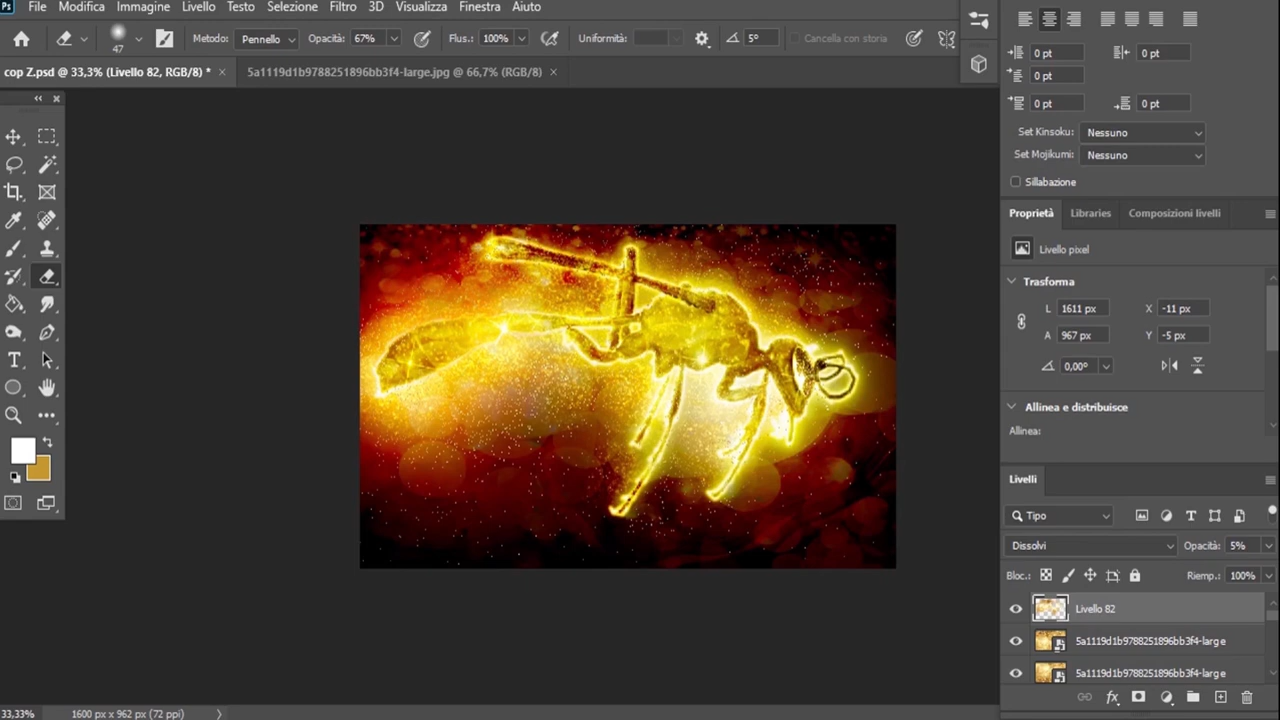 Ps File Modifica Immagine Livello Testo Selezione Filtro 3D Visualizza Finestra Aiuto
47 Metodo: Pennello Opacità: 67% Flus.: 100% Uniformità: 5° Cancella con storia
cop Z.psd @ 33,3% (Livello 82, RGB/8) * × 5a1119d1b9788251896bb3f4-large.jpg @ 66,7% (RGB/8) ×
0 pt 0 pt
0 pt
0 pt 0 pt
Set Kinsoku: Nessuno
Set Mojikumi: Nessuno
Sillabazione
Proprietà Libraries Composizioni livelli
Livello pixel
Trasforma
L 1611 px X -11 px
A 967 px Y -5 px
0,00°
Allinea e distribuisce
Allinea:
Livelli
Tipo
Dissolvi Opacità: 5%
Bloc.: Riemp.: 100%
Livello 82
5a1119d1b9788251896bb3f4-large
5a1119d1b9788251896bb3f4-large
33,33% 1600 px x 962 px (72 ppi)